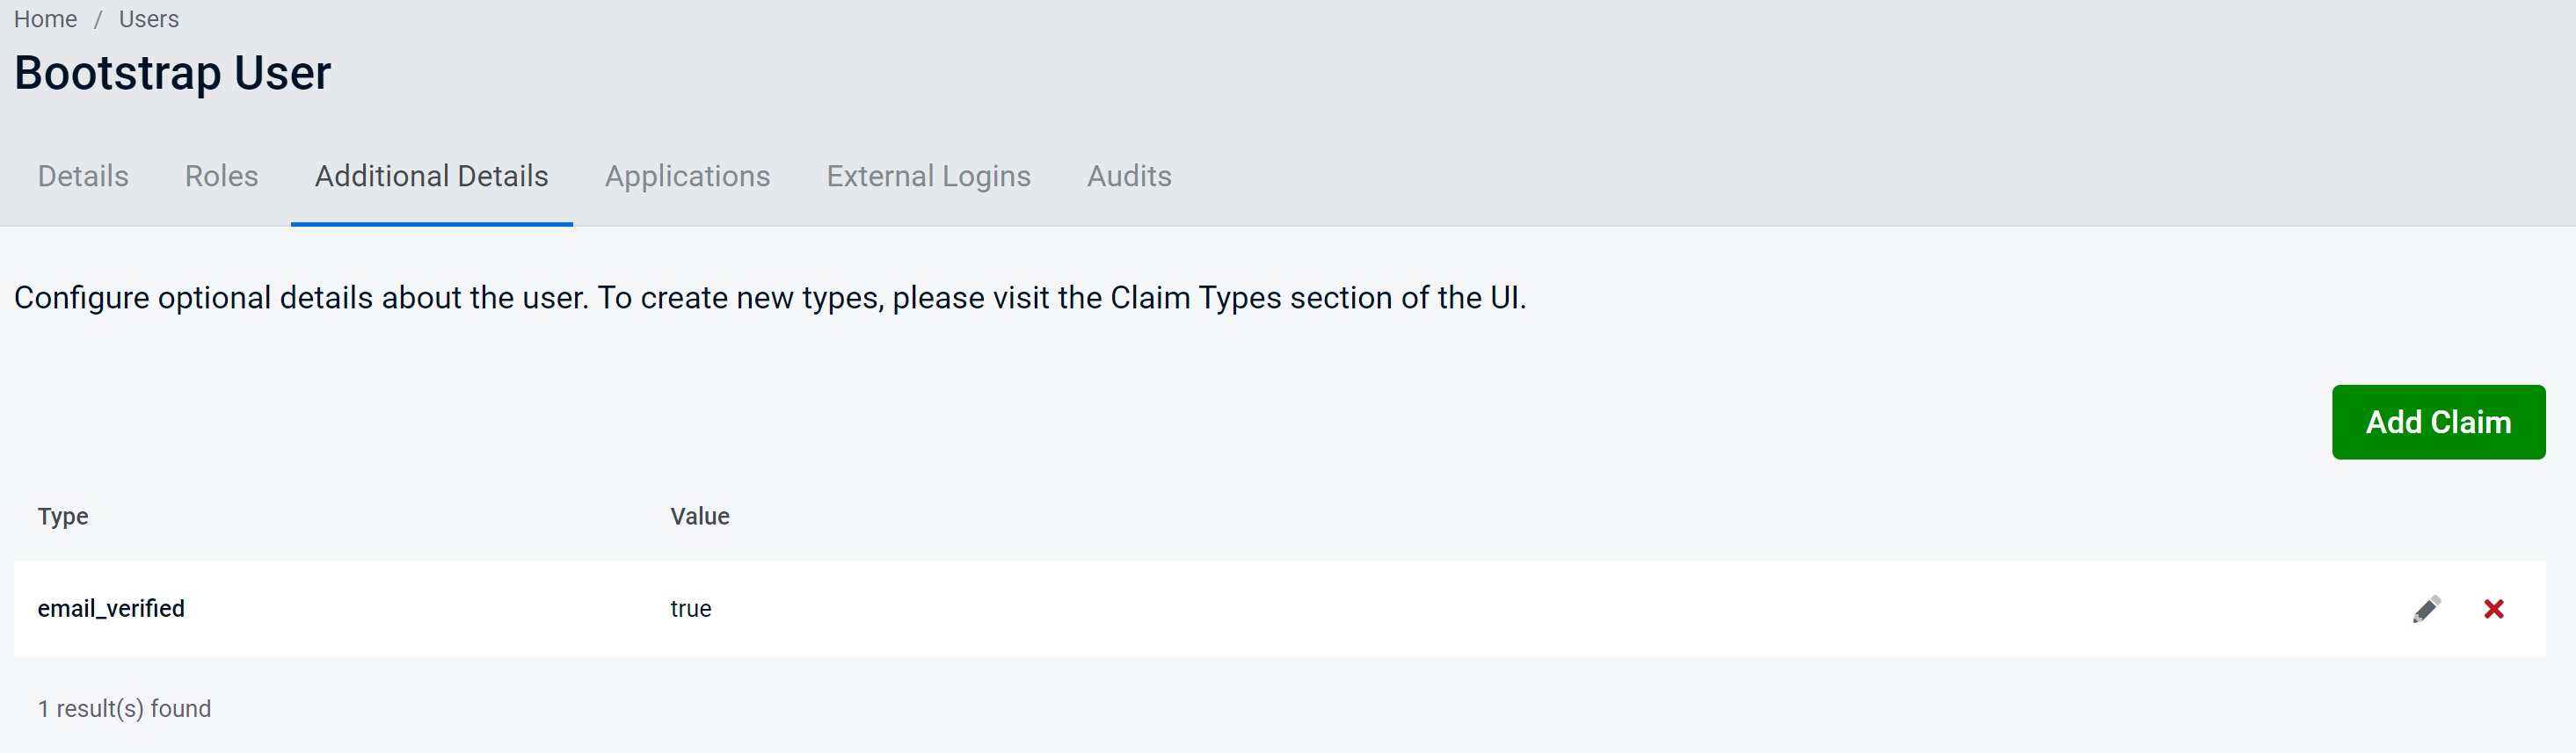 Home / Users
Bootstrap User
Details Roles Additional Details Applications External Logins Audits
Configure optional details about the user. To create new types, please visit the Claim Types section of the UI.
Add Claim
Type Value
email_verified true
1 result(s) found